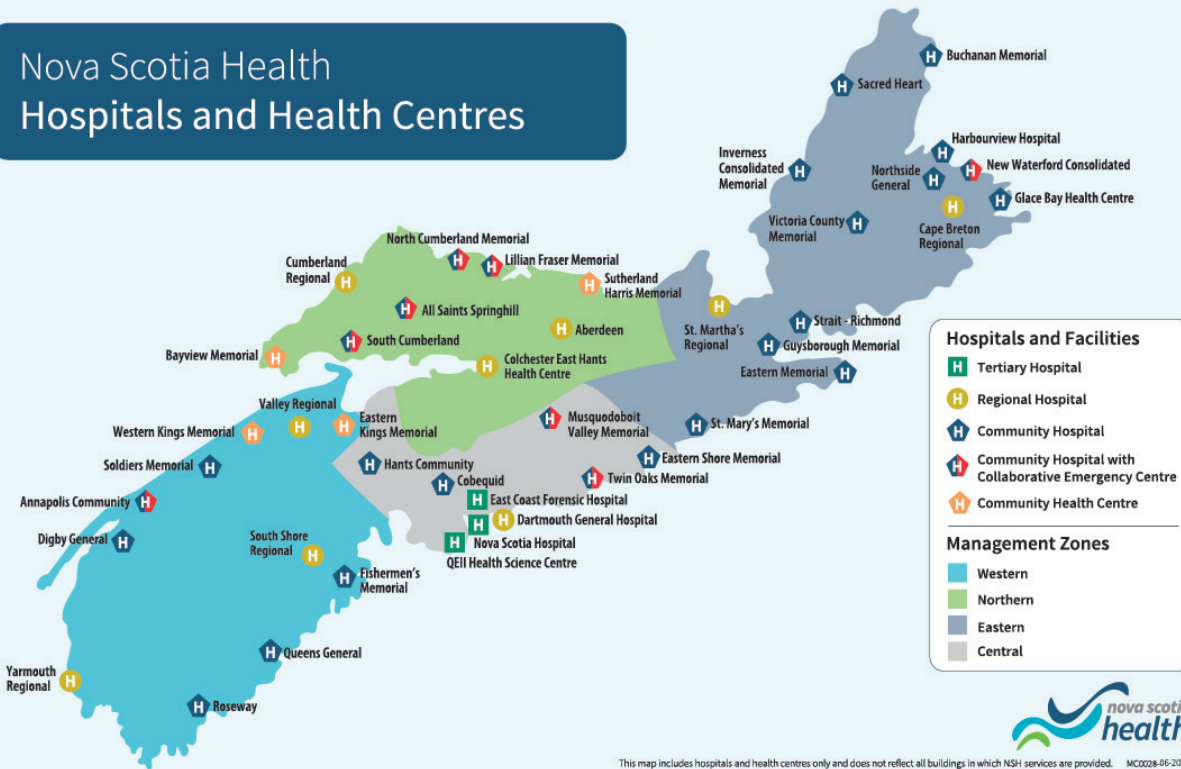 Nova Scotia Health
Hospitals and Health Centres
Buchanan Memorial
Sacred Heart
Harbourview Hospital
Inverness
Consolidated
Memorial
Northside
General
New Waterford Consolidated
Glace Bay Health Centre
Victoria County
Memorial
Cape Breton
Regional
North Cumberland Memorial
Lillian Fraser Memorial
Cumberland
Regional
Sutherland
Harris Memorial
All Saints Springhill
Aberdeen
St. Martha's
Regional
Strait - Richmond
South Cumberland
Guysborough Memorial
Bayview Memorial
Colchester East Hants
Health Centre
Eastern Memorial
Valley Regional
Eastern
Kings Memorial
Western Kings Memorial
Musquodoboit
Valley Memorial
St. Mary's Memorial
Soldiers Memorial
Hants Community
Eastern Shore Memorial
Cobequid
Twin Oaks Memorial
Annapolis Community
East Coast Forensic Hospital
Digby General
South Shore
Regional
Dartmouth General Hospital
Nova Scotia Hospital
QEII Health Science Centre
Fishermen's
Memorial
Queens General
Yarmouth
Regional
Roseway
Hospitals and Facilities
H Tertiary Hospital
H Regional Hospital
H Community Hospital
H Community Hospital with
Collaborative Emergency Centre
H Community Health Centre
Management Zones
Western
Northern
Eastern
Central
nova scoti
health
This map includes hospitals and health centres only and does not reflect all buildings in which NSH services are provided. MC0028-06-20